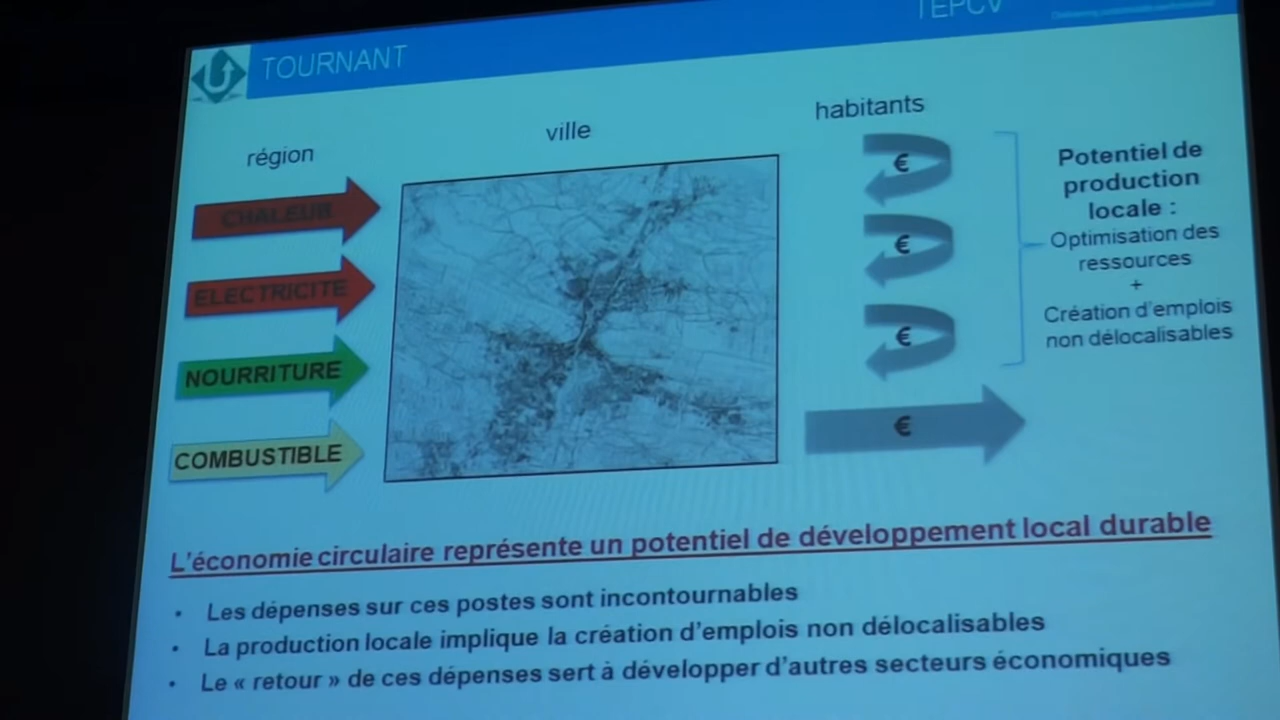 TOURNANT
TEPCV
région
ville
habitants
CHALEUR
ELECTRICITE
NOURRITURE
COMBUSTIBLE
€
€
€
€
Potentiel de
production
locale :
Optimisation des
ressources
+
Création d'emplois
non délocalisables
L'économie circulaire représente un potentiel de développement local durable
• Les dépenses sur ces postes sont incontournables
• La production locale implique la création d'emplois non délocalisables
• Le « retour » de ces dépenses sert à développer d'autres secteurs économiques